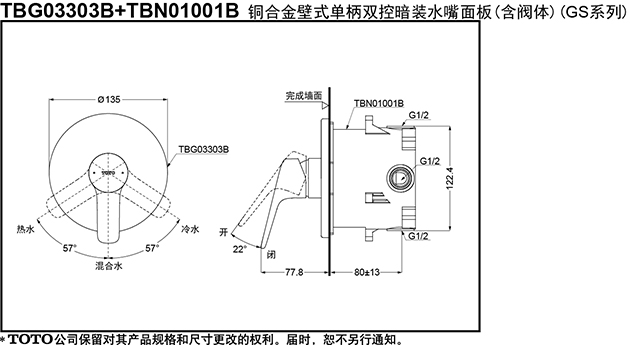 TBG03303B+TBN01001B 铜合金壁式单柄双控暗装水嘴面板(含阀体)(GS系列)
Ø135
完成墙面
TBN01001B
G1/2
TBG03303B
TOTO
G1/2
122.4
热水
冷水
57°
57°
混合水
开
22°
闭
G1/2
77.8
80±13
*TOTO公司保留对其产品规格和尺寸更改的权利。届时，恕不另行通知。